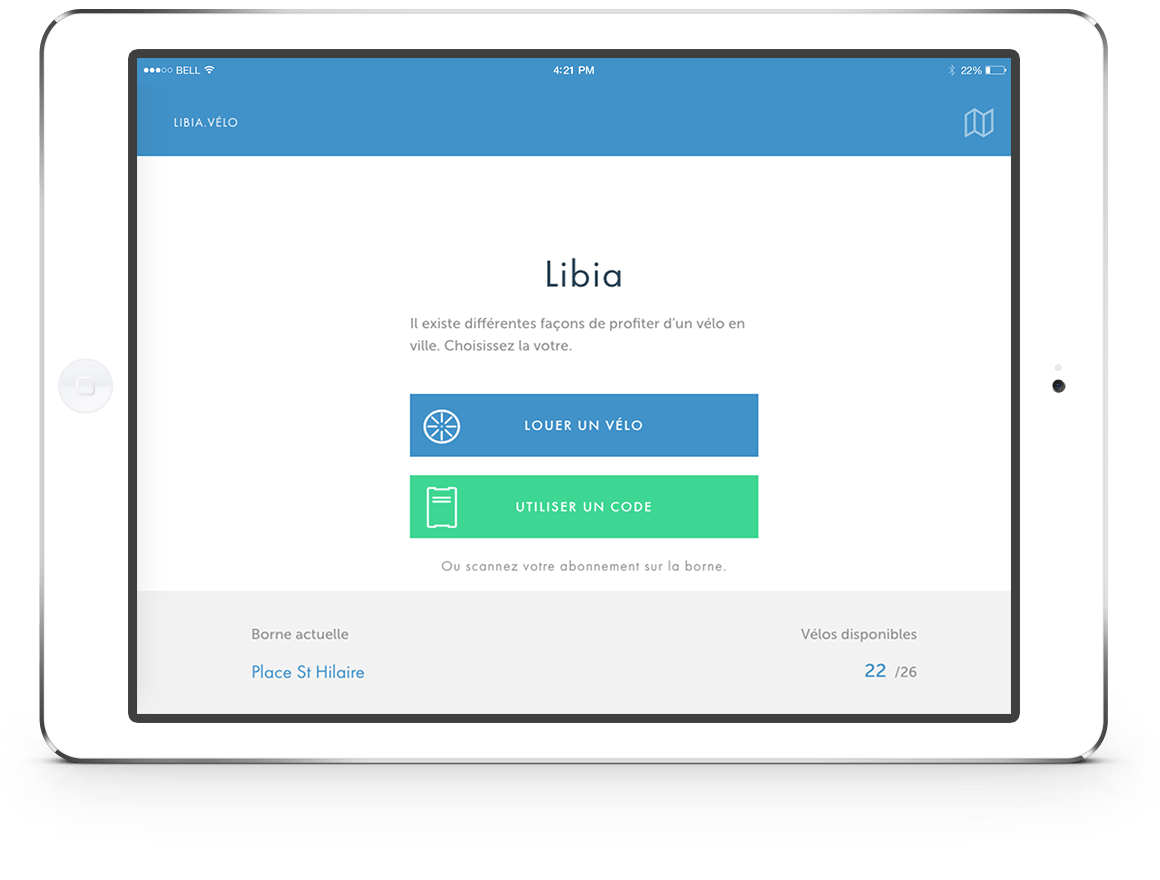 BELL 4:21 PM 22%
LIBIA.VÉLO
Libia
Il existe différentes façons de profiter d'un vélo en
ville. Choisissez la votre.
LOUER UN VÉLO
UTILISER UN CODE
Ou scannez votre abonnement sur la borne.
Borne actuelle Vélos disponibles
Place St Hilaire 22 /26